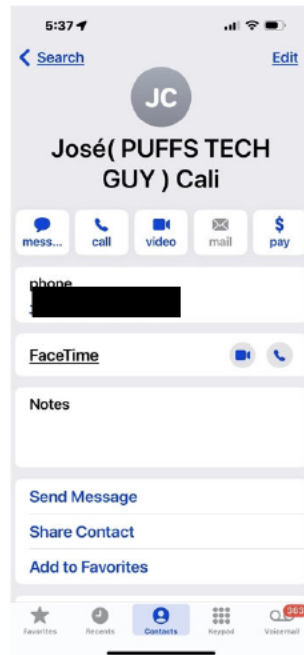 5:37
Search
Edit
JC
José( PUFFS TECH
GUY ) Cali
mess...
call
video
mail
$
pay
phone
FaceTime
Notes
Send Message
Share Contact
Add to Favorites
Favorites
Recents
Contacts
Keypad
Voicemail
363